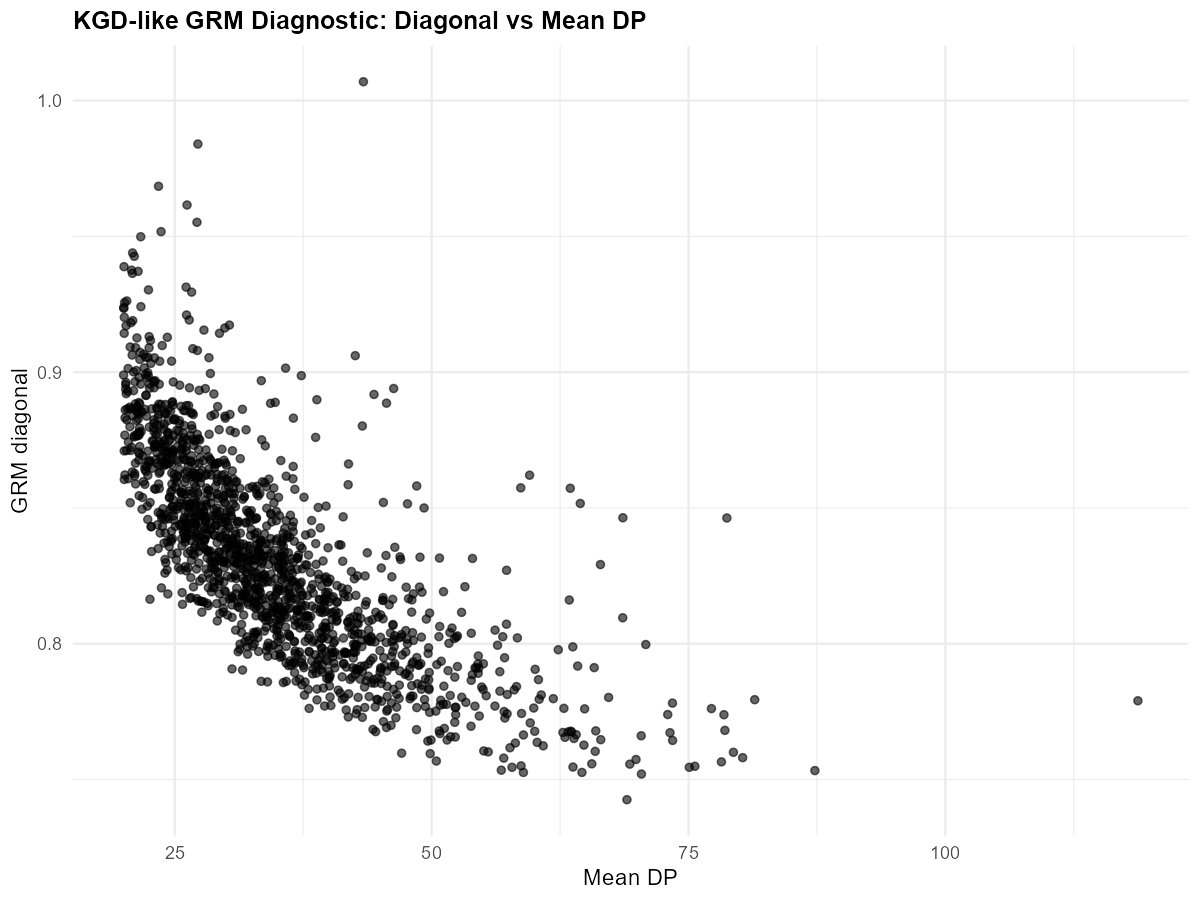 KGD-like GRM Diagnostic: Diagonal vs Mean DP
1.0
0.9
0.8
GRM diagonal
25 50 75 100
Mean DP